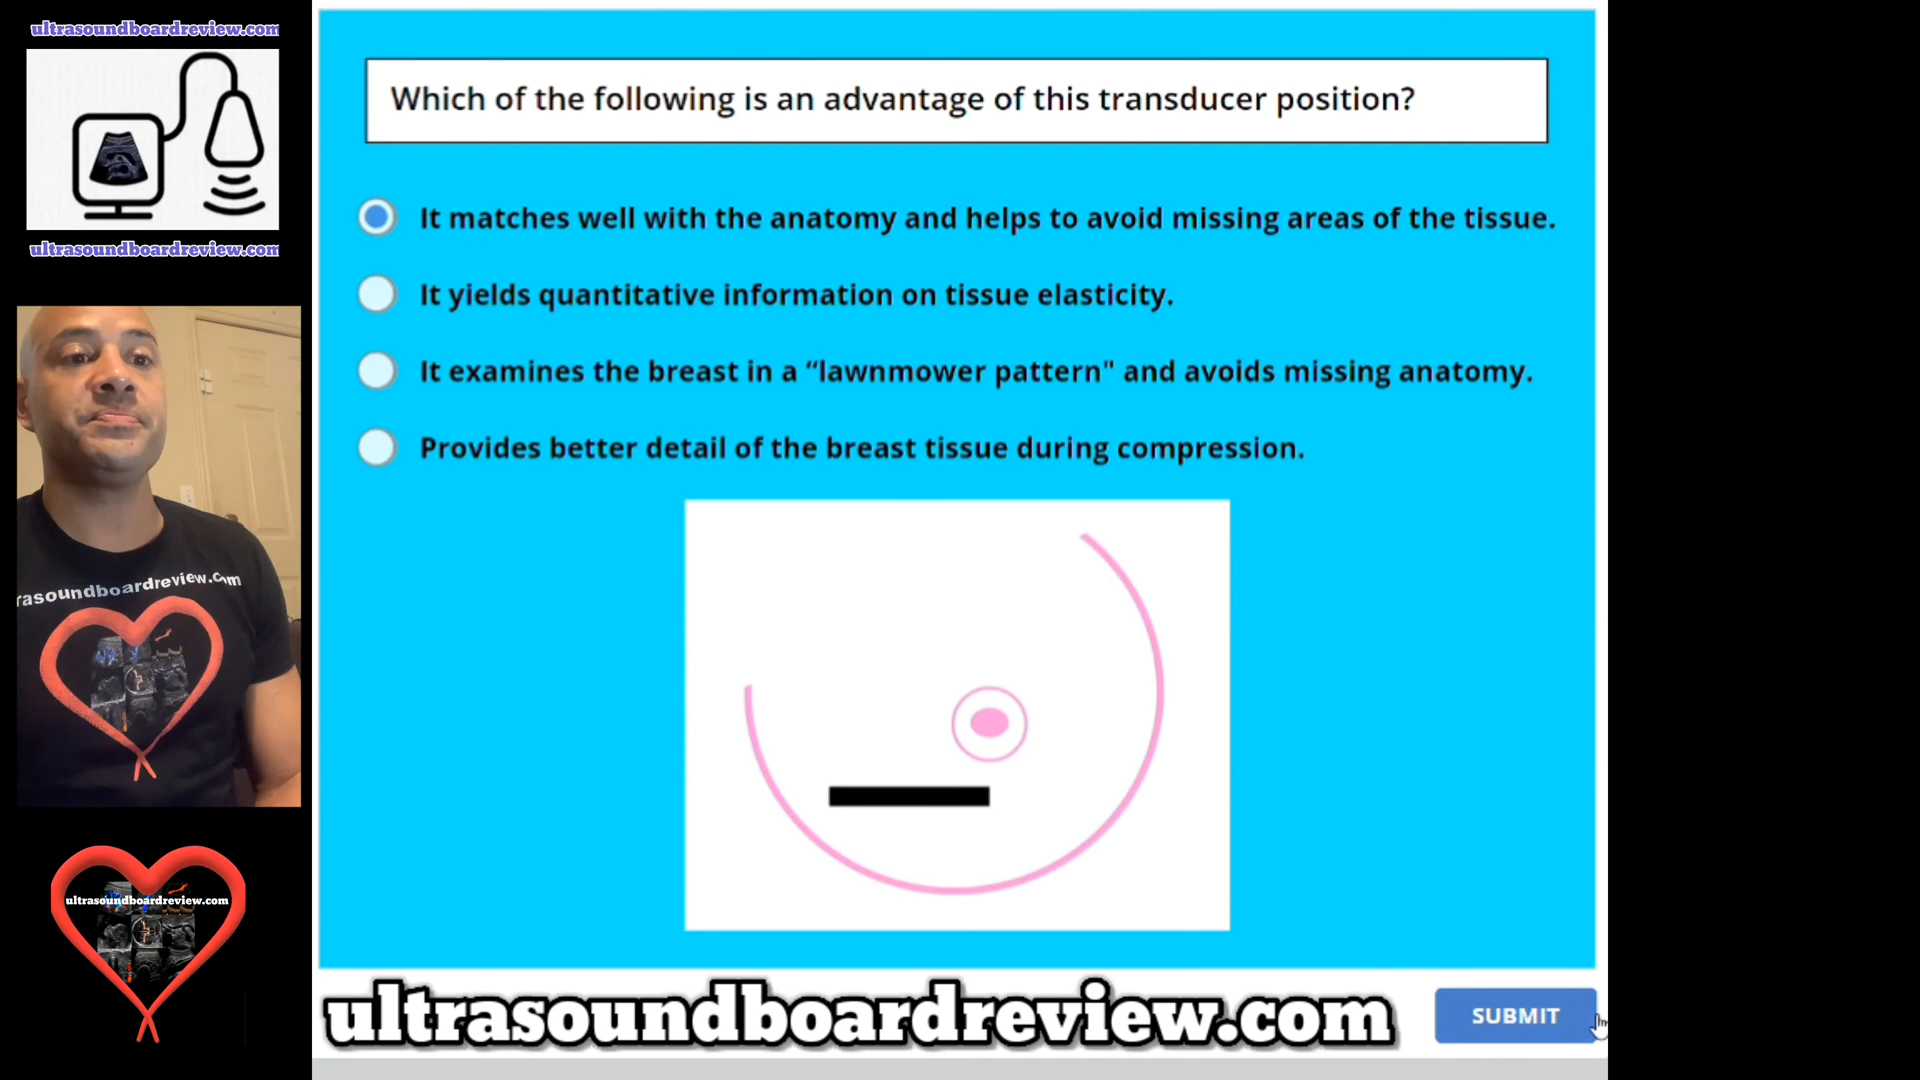 ultrasoundboardreview.com
ultrasoundboardreview.com
rasoundboardreview.com
ultrasoundboardreview.com
Which of the following is an advantage of this transducer position?
It matches well with the anatomy and helps to avoid missing areas of the tissue.
It yields quantitative information on tissue elasticity.
It examines the breast in a “lawnmower pattern" and avoids missing anatomy.
Provides better detail of the breast tissue during compression.
ultrasoundboardreview.com
SUBMIT